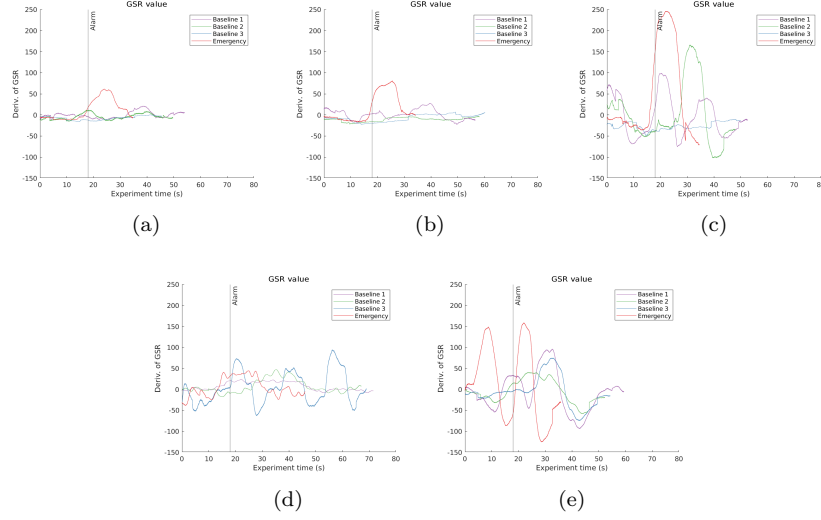 GSR value
Deriv. of GSR
250
200
150
100
50
0
-50
-100
-150
0 10 20 30 40 50 60 70 80
Experiment time (s)
Alarm
Baseline 1
Baseline 2
Baseline 3
Emergency
(a)
GSR value
Deriv. of GSR
250
200
150
100
50
0
-50
-100
-150
0 10 20 30 40 50 60 70 80
Experiment time (s)
Alarm
Baseline 1
Baseline 2
Baseline 3
Emergency
(b)
GSR value
Deriv. of GSR
250
200
150
100
50
0
-50
-100
-150
0 10 20 30 40 50 60 70 80
Experiment time (s)
Alarm
Baseline 1
Baseline 2
Baseline 3
Emergency
(c)
GSR value
Deriv. of GSR
250
200
150
100
50
0
-50
-100
-150
0 10 20 30 40 50 60 70 80
Experiment time (s)
Alarm
Baseline 1
Baseline 2
Baseline 3
Emergency
(d)
GSR value
Deriv. of GSR
250
200
150
100
50
0
-50
-100
-150
0 10 20 30 40 50 60 70 80
Experiment time (s)
Alarm
Baseline 1
Baseline 2
Baseline 3
Emergency
(e)